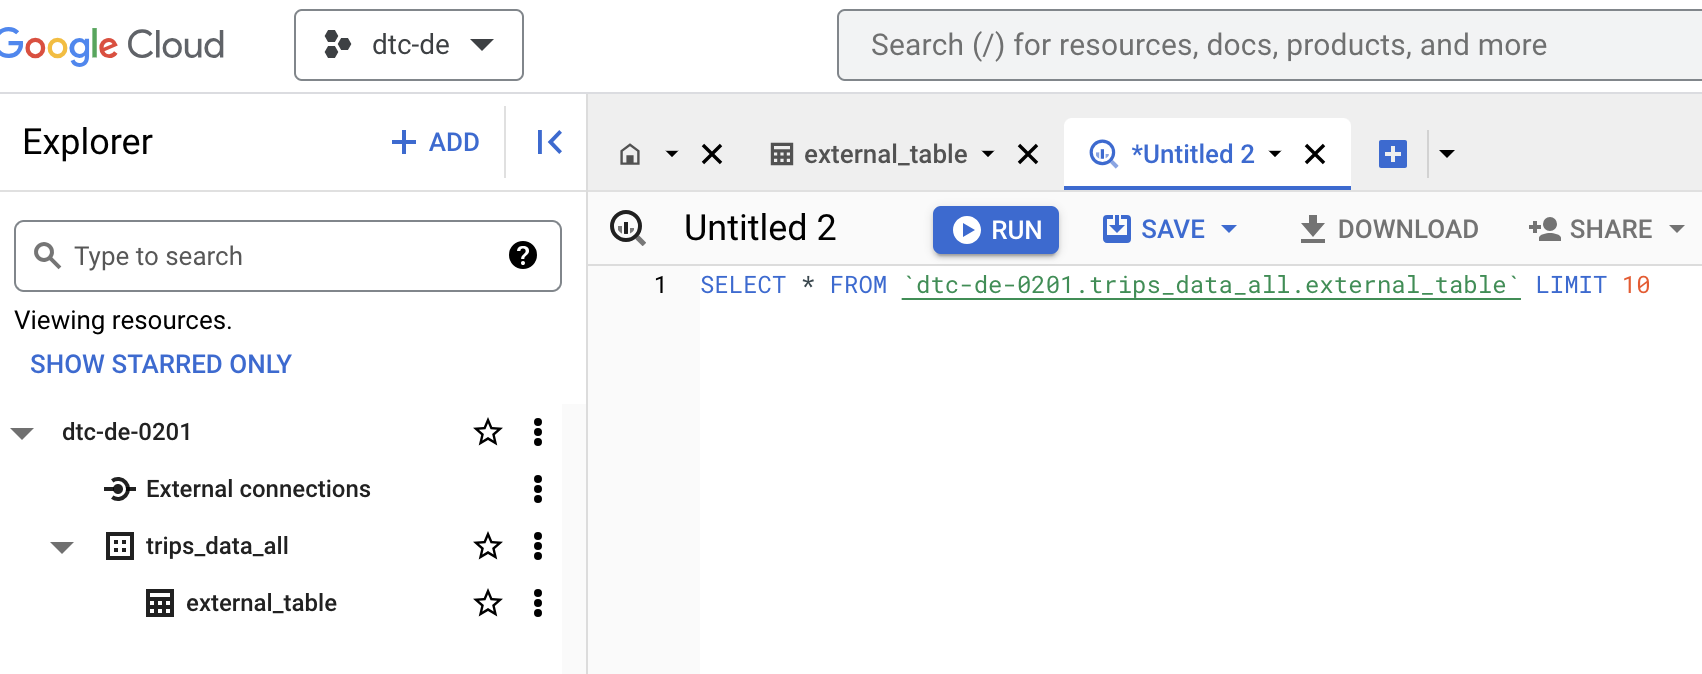 Google Cloud
dtc-de
Search (/) for resources, docs, products, and more
Explorer
+ ADD
external_table
*Untitled 2
Type to search
Untitled 2
RUN
SAVE
DOWNLOAD
SHARE
Viewing resources.
SHOW STARRED ONLY
1 SELECT * FROM `dtc-de-0201.trips_data_all.external_table` LIMIT 10
dtc-de-0201
External connections
trips_data_all
external_table